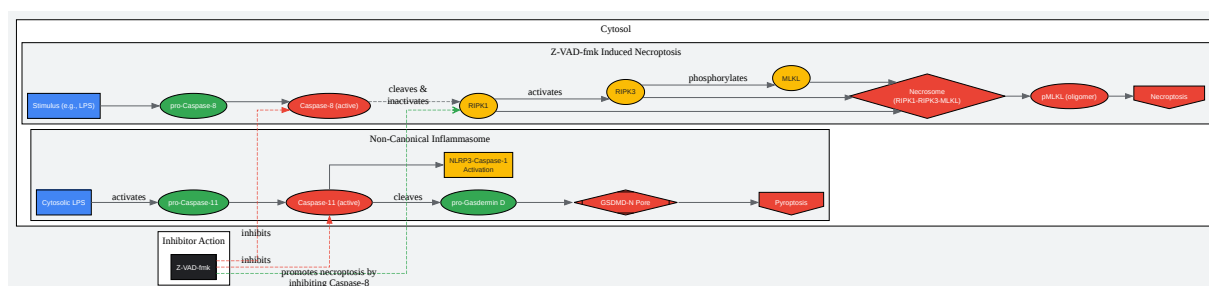 Cytosol
Z-VAD-fmk Induced Necroptosis
Stimulus (e.g., LPS)
pro-Caspase-8
Caspase-8 (active)
cleaves &
inactivates
RIPK1
activates
RIPK3
phosphorylates
MLKL
Necrosome
(RIPK1-RIPK3-MLKL)
pMLKL (oligomer)
Necroptosis
Non-Canonical Inflammasome
NLRP3-Caspase-1
Activation
Cytosolic LPS
activates
pro-Caspase-11
Caspase-11 (active)
cleaves
pro-Gasdermin D
GSDMD-N Pore
Pyroptosis
Inhibitor Action
Z-VAD-fmk
inhibits
inhibits
promotes necroptosis by
inhibiting Caspase-8